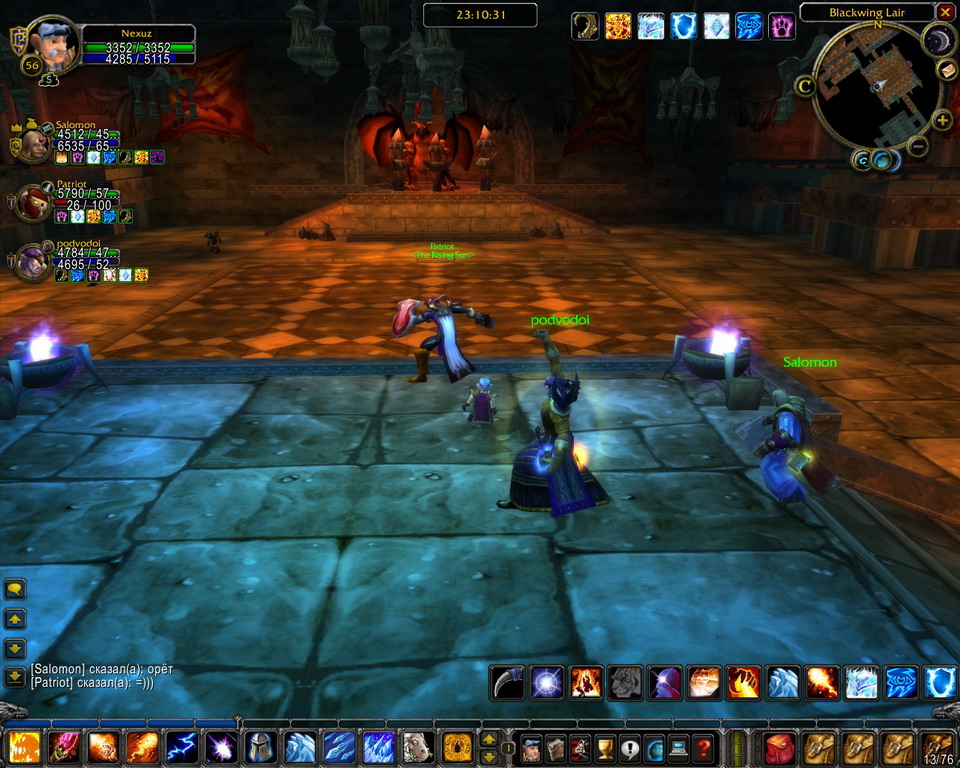 Nexuz
23:10:31
Blackwing Lair
N
3352 / 3352
4285 / 5115
56
5
C
Salomon
4512 / 45
6535 / 65
Patriot
5790 / 57
26 / 100
podvodoi
4784 / 47
4695 / 52
Patriot
<The Rising Sun>
podvodoi
Salomon
[Salomon] сказал(а): орёт
[Patriot] сказал(а): =)))
13/76